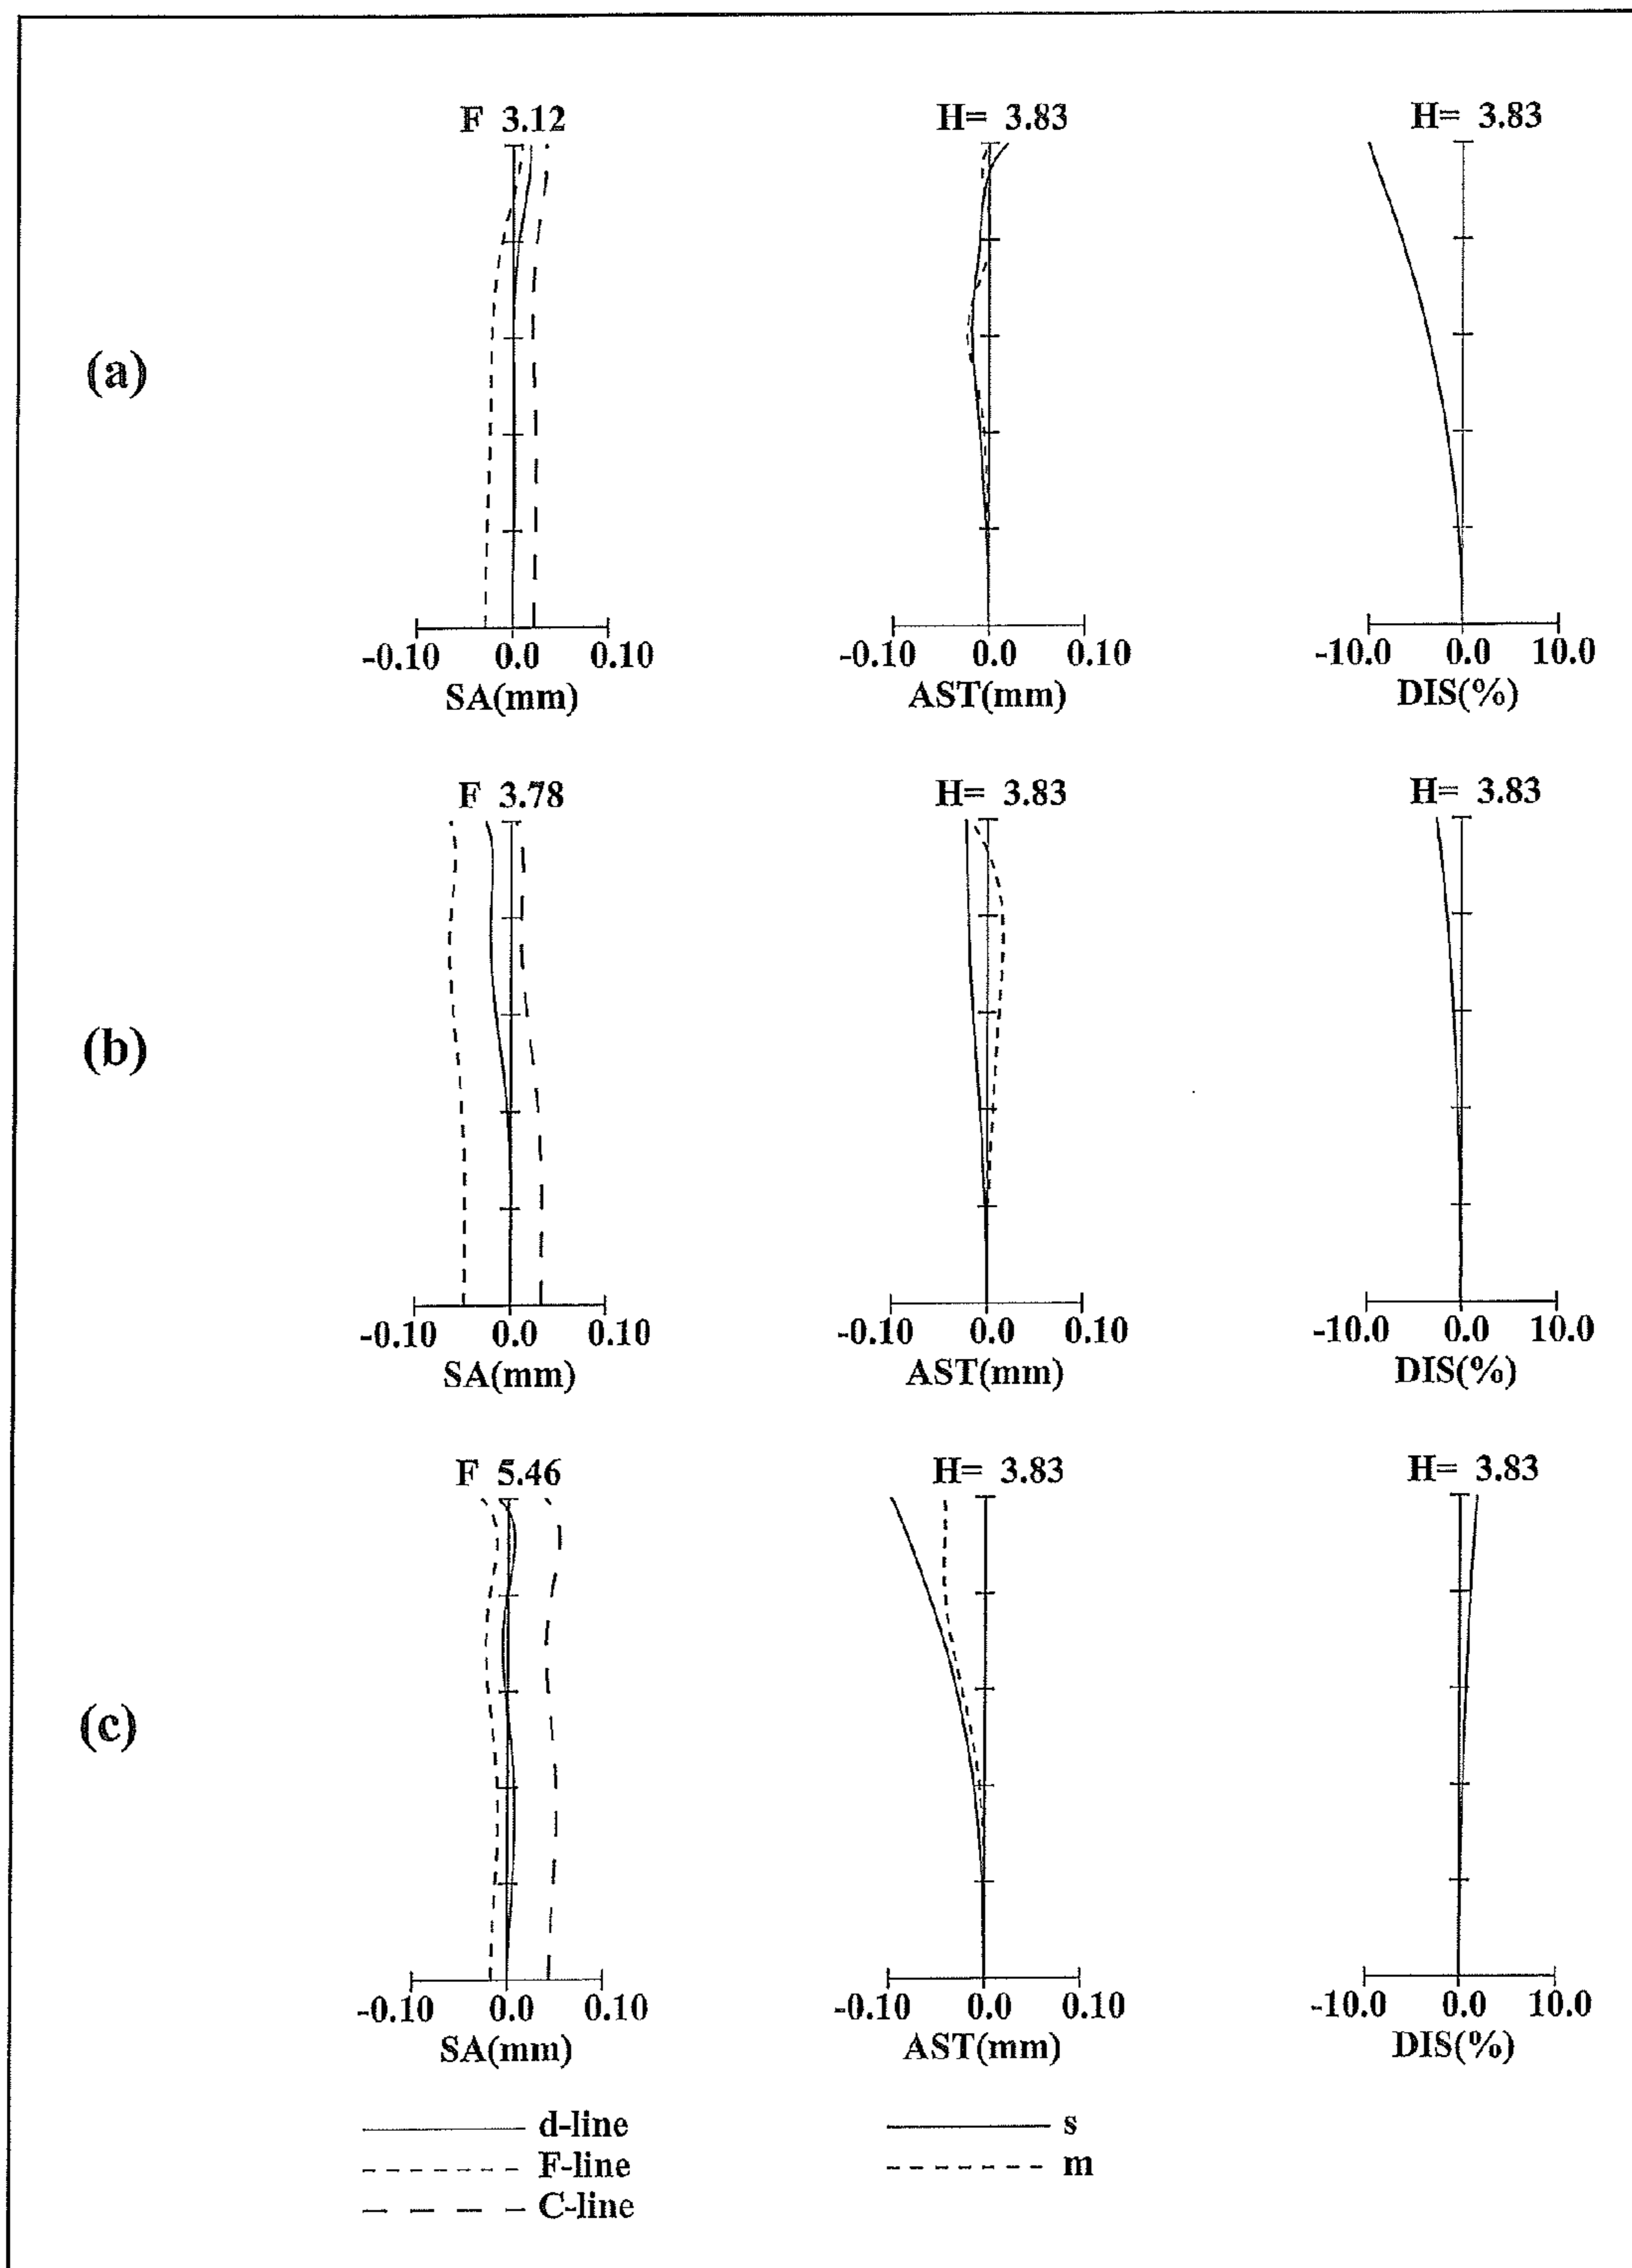 (a)
F 3.12
H= 3.83
H= 3.83
-0.10 0.0 0.10
SA(mm)
-0.10 0.0 0.10
AST(mm)
-10.0 0.0 10.0
DIS(%)
(b)
F 3.78
H= 3.83
H= 3.83
-0.10 0.0 0.10
SA(mm)
-0.10 0.0 0.10
AST(mm)
-10.0 0.0 10.0
DIS(%)
(c)
F 5.46
H= 3.83
H= 3.83
-0.10 0.0 0.10
SA(mm)
-0.10 0.0 0.10
AST(mm)
-10.0 0.0 10.0
DIS(%)
d-line
F-line
C-line
s
m